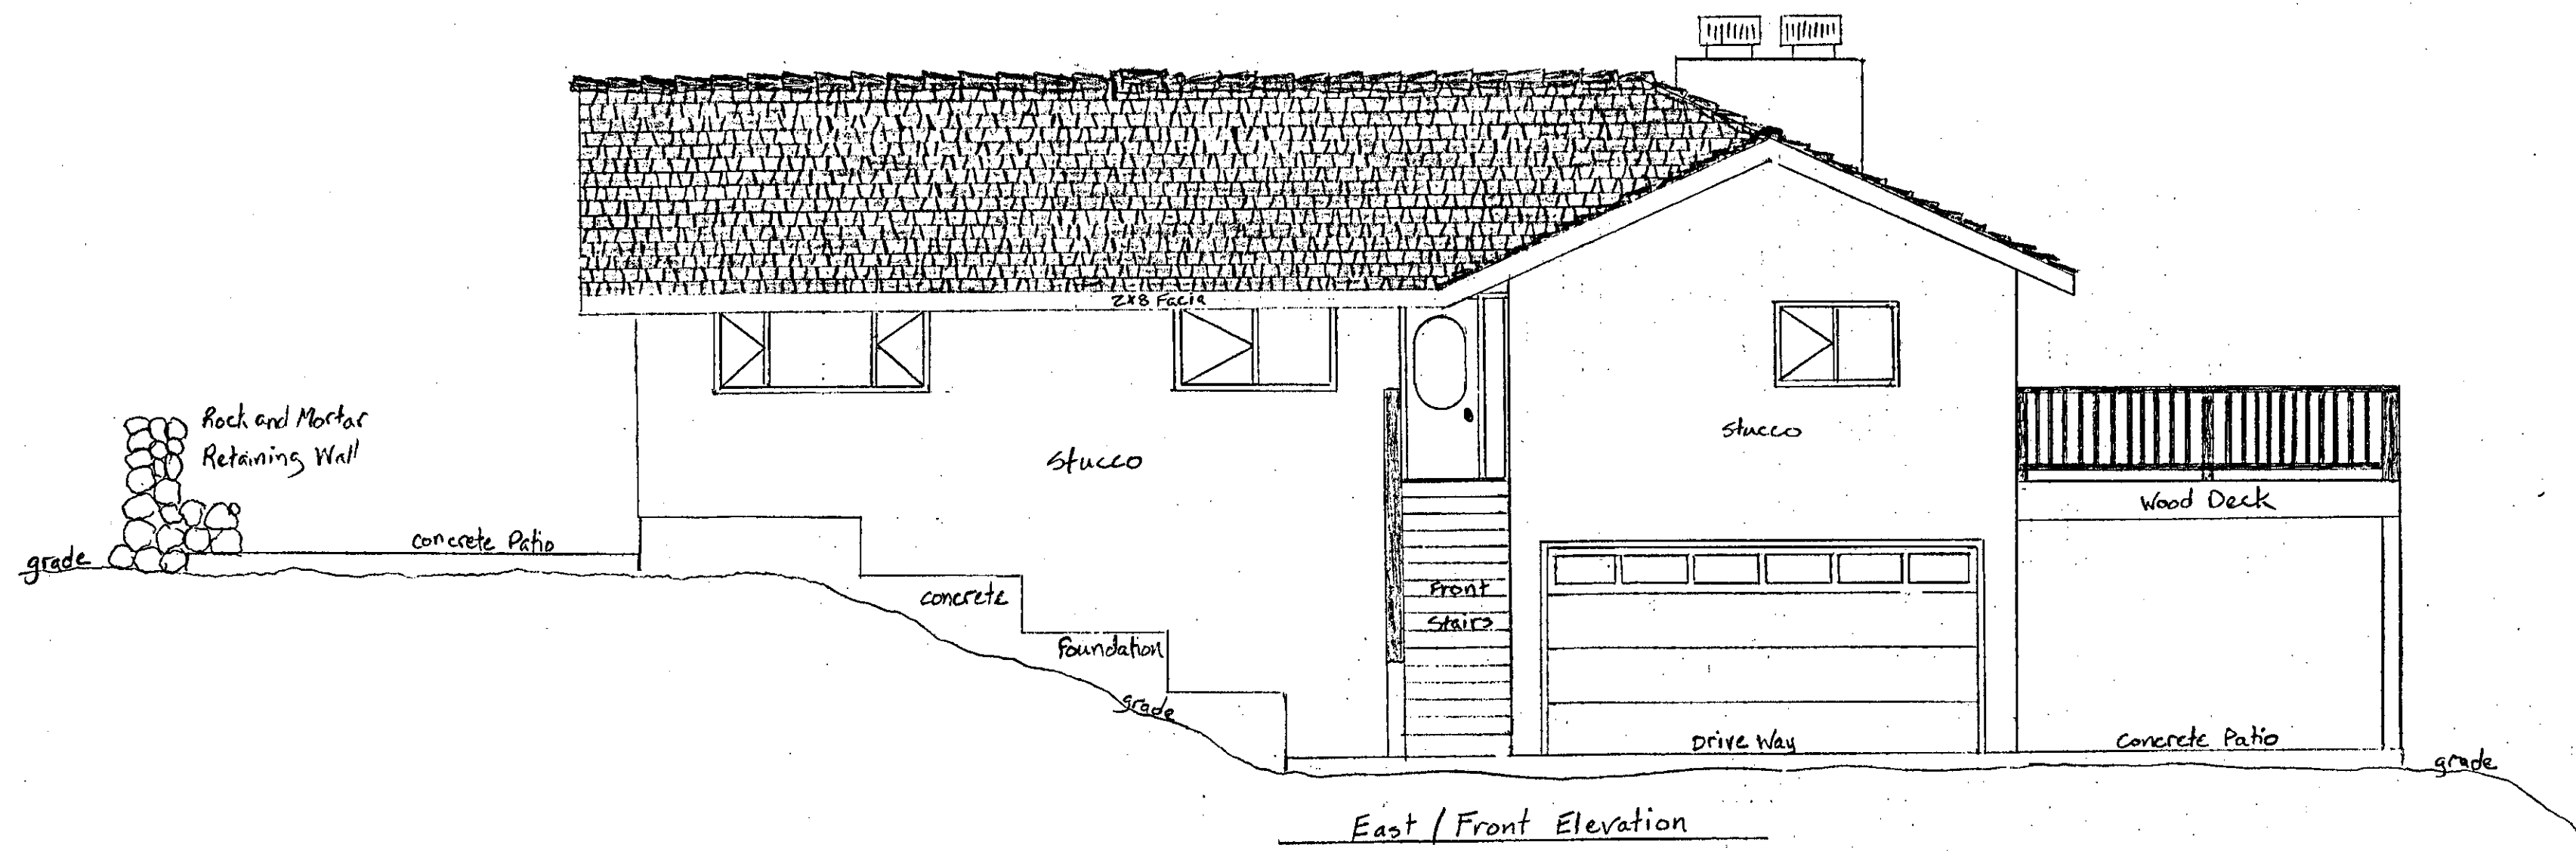 2x8 Facia
Rock and Mortar
Retaining Wall
Stucco
Stucco
Wood Deck
grade
Concrete Patio
Concrete
Foundation
grade
Front
Stairs
Drive Way
Concrete Patio
grade
East / Front Elevation